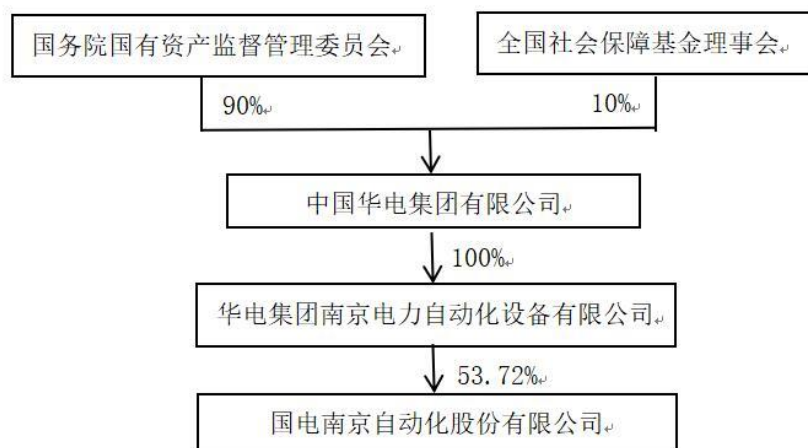 国务院国有资产监督管理委员会
全国社会保障基金理事会
90%
10%
中国华电集团有限公司
100%
华电集团南京电力自动化设备有限公司
53.72%
国电南京自动化股份有限公司